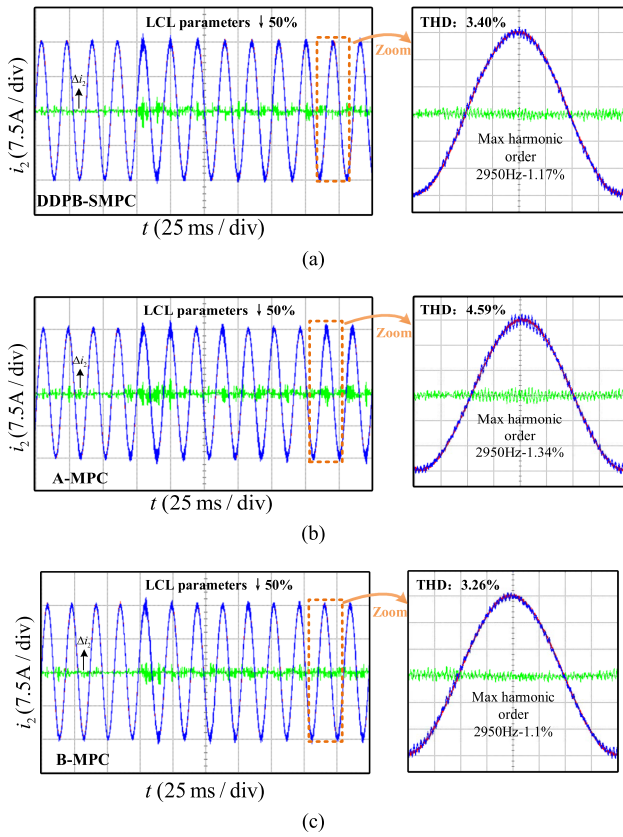 LCL parameters ↓ 50%
Zoom
THD：3.40%
i₂ (7.5A / div)
Δi₂
Max harmonic
order
2950Hz-1.17%
DDPB-SMPC
t (25 ms / div)
(a)
LCL parameters ↓ 50%
Zoom
THD：4.59%
i₂ (7.5A / div)
Δi₂
Max harmonic
order
2950Hz-1.34%
A-MPC
t (25 ms / div)
(b)
LCL parameters ↓ 50%
Zoom
THD：3.26%
i₂ (7.5A / div)
Δi₂
Max harmonic
order
2950Hz-1.1%
B-MPC
t (25 ms / div)
(c)